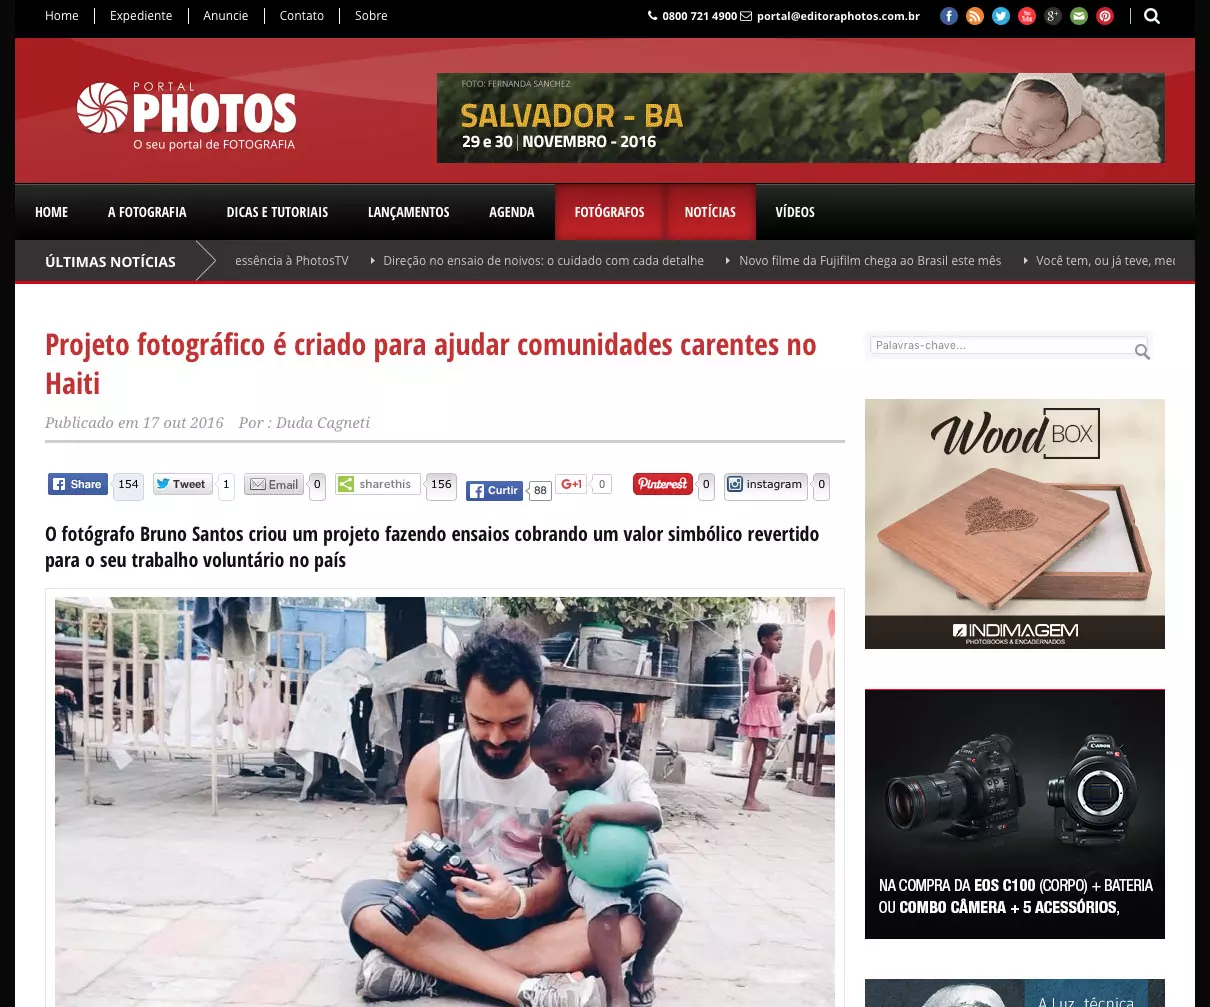 Home
Expediente
Anuncie
Contato
Sobre
0800 721 4900
portal@editoraphotos.com.br
PORTAL
PHOTOS
O seu portal de FOTOGRAFIA
FOTO: FERNANDA SANCHEZ
SALVADOR - BA
29 e 30 | NOVEMBRO - 2016
HOME
A FOTOGRAFIA
DICAS E TUTORIAIS
LANÇAMENTOS
AGENDA
FOTÓGRAFOS
NOTÍCIAS
VÍDEOS
ÚLTIMAS NOTÍCIAS
essência à PhotosTV
Direção no ensaio de noivos: o cuidado com cada detalhe
Novo filme da Fujifilm chega ao Brasil este mês
Você tem, ou já teve,
Projeto fotográfico é criado para ajudar comunidades carentes no
Haiti
Publicado em 17 out 2016 Por : Duda Cagneti
Share 154
Tweet 1
Email 0
sharethis 156
Curtir 88
G+1 0
Pinterest 0
instagram 0
O fotógrafo Bruno Santos criou um projeto fazendo ensaios cobrando um valor simbólico revertido
para o seu trabalho voluntário no país
Palavras-chave...
Wood BOX
INDIMAGEM
PHOTOBOOKS & ENCADERNADOS
Canon
NA COMPRA DA EOS C100 (CORPO) + BATERIA
OU COMBO CÂMERA + 5 ACESSÓRIOS,
A Luz, técnica